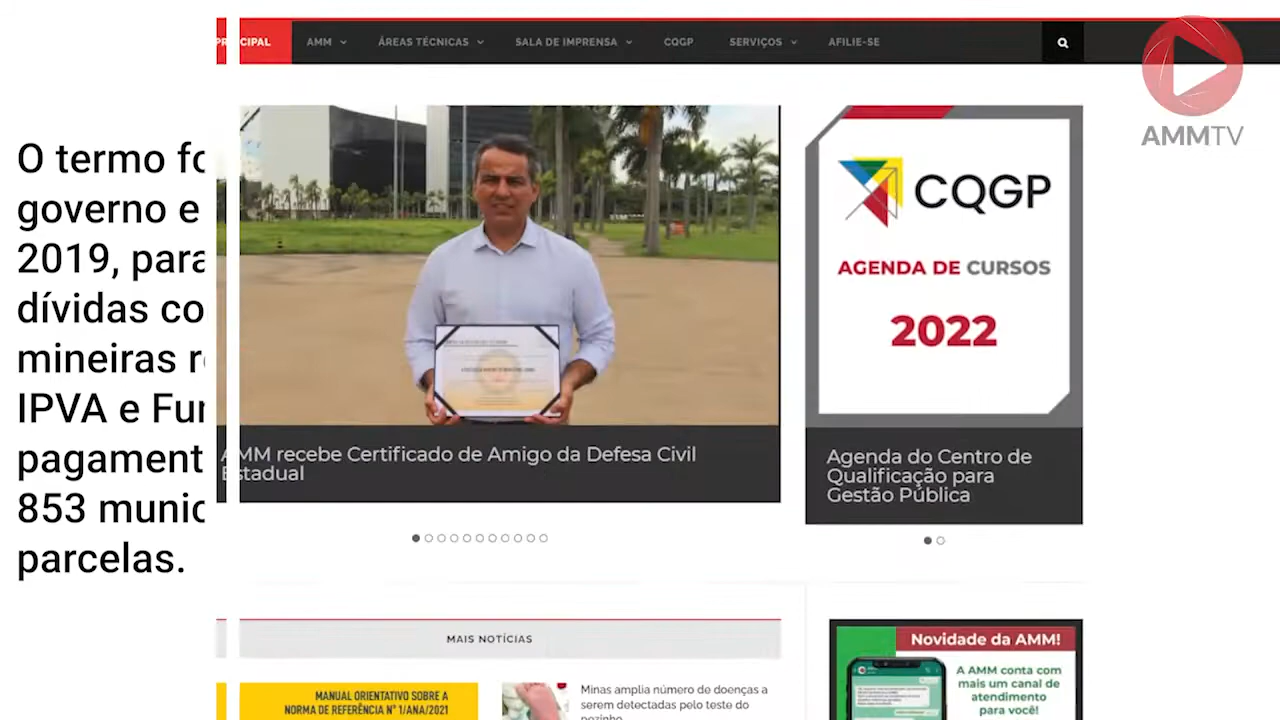 PRINCIPAL
AMM
ÁREAS TÉCNICAS
SALA DE IMPRENSA
CQGP
SERVIÇOS
AFILIE-SE
AMMTV
O termo fo
governo e
2019, para
dívidas co
mineiras r
IPVA e Fun
pagament
853 munic
parcelas.
AMM recebe Certificado de Amigo da Defesa Civil
Estadual
CQGP
AGENDA DE CURSOS
2022
Agenda do Centro de
Qualificação para
Gestão Pública
MAIS NOTÍCIAS
MANUAL ORIENTATIVO SOBRE A
NORMA DE REFERÊNCIA Nº 1/ANA/2021
Minas amplia número de doenças a
serem detectadas pelo teste do
pezinho
Novidade da AMM!
A AMM conta com
mais um canal de
atendimento
para você!